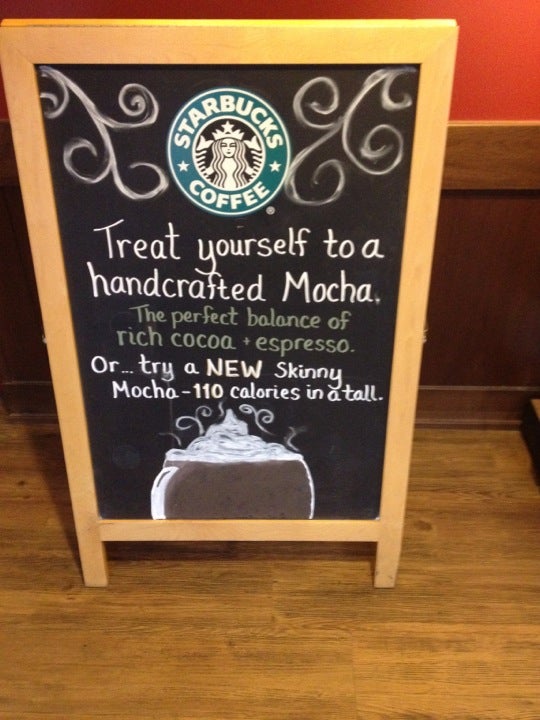 STARBUCKS
COFFEE
®
Treat yourself to a
handcrafted Mocha.
The perfect balance of
rich cocoa + espresso.
Or... try a NEW Skinny
Mocha - 110 calories in a tall.